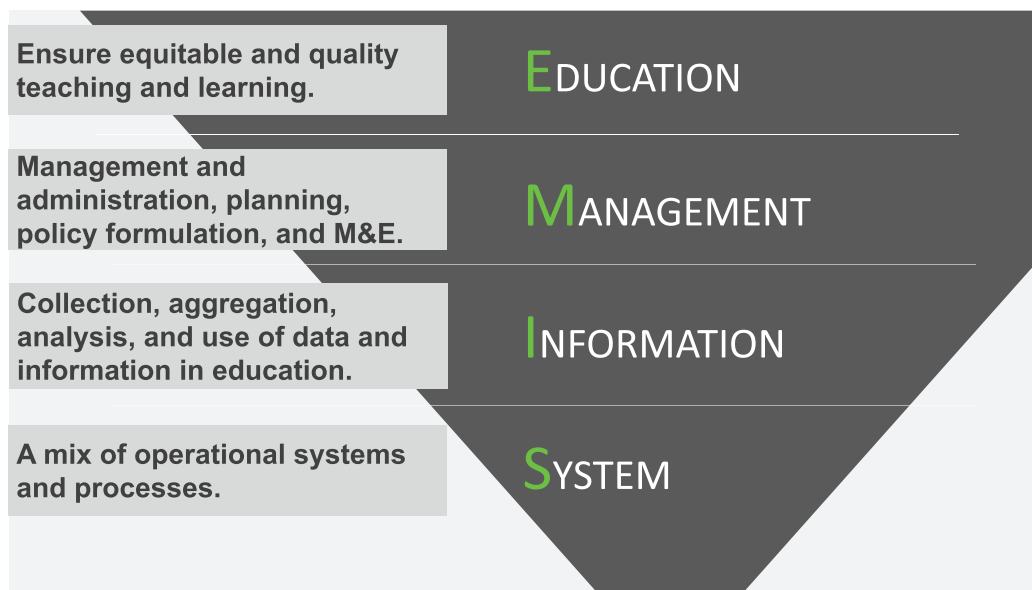 Ensure equitable and quality
teaching and learning.
EDUCATION
Management and
administration, planning,
policy formulation, and M&E.
MANAGEMENT
Collection, aggregation,
analysis, and use of data and
information in education.
INFORMATION
A mix of operational systems
and processes.
SYSTEM